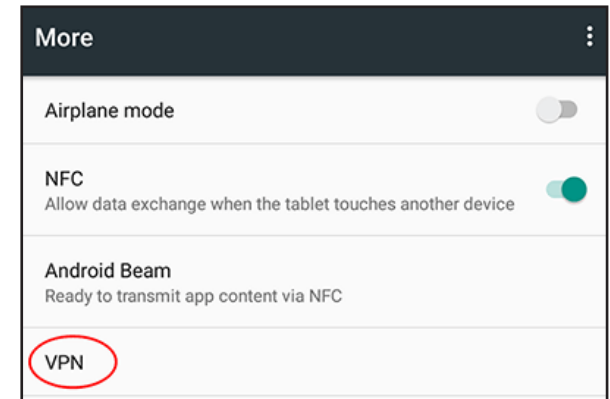 More
Airplane mode
NFC
Allow data exchange when the tablet touches another device
Android Beam
Ready to transmit app content via NFC
VPN